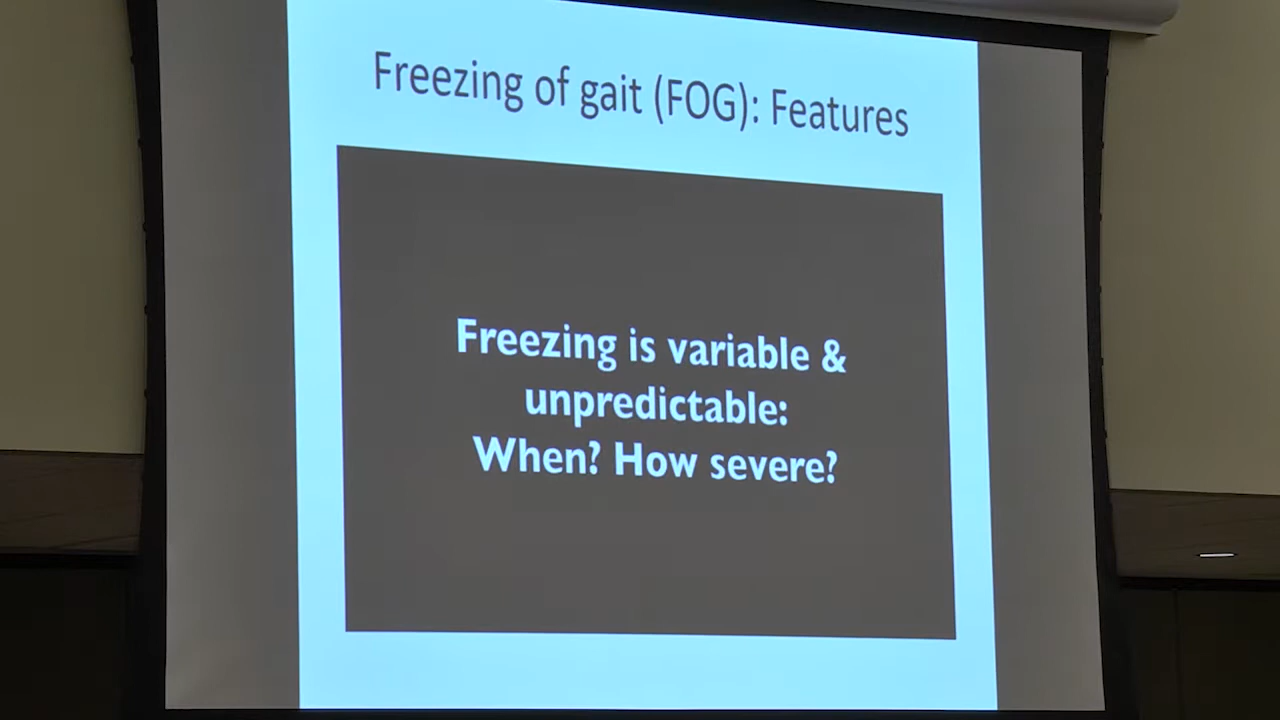 Freezing of gait (FOG): Features
Freezing is variable &
unpredictable:
When? How severe?